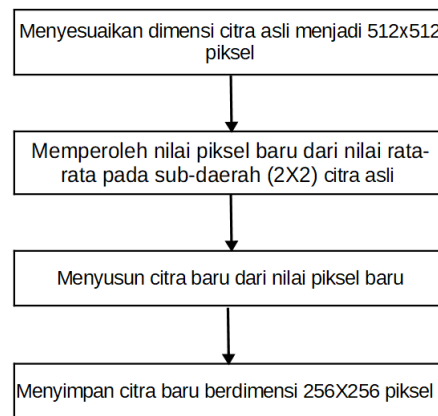 Menyesuaikan dimensi citra asli menjadi 512x512
piksel
Memperoleh nilai piksel baru dari nilai rata-
rata pada sub-daerah (2X2) citra asli
Menyusun citra baru dari nilai piksel baru
Menyimpan citra baru berdimensi 256X256 piksel